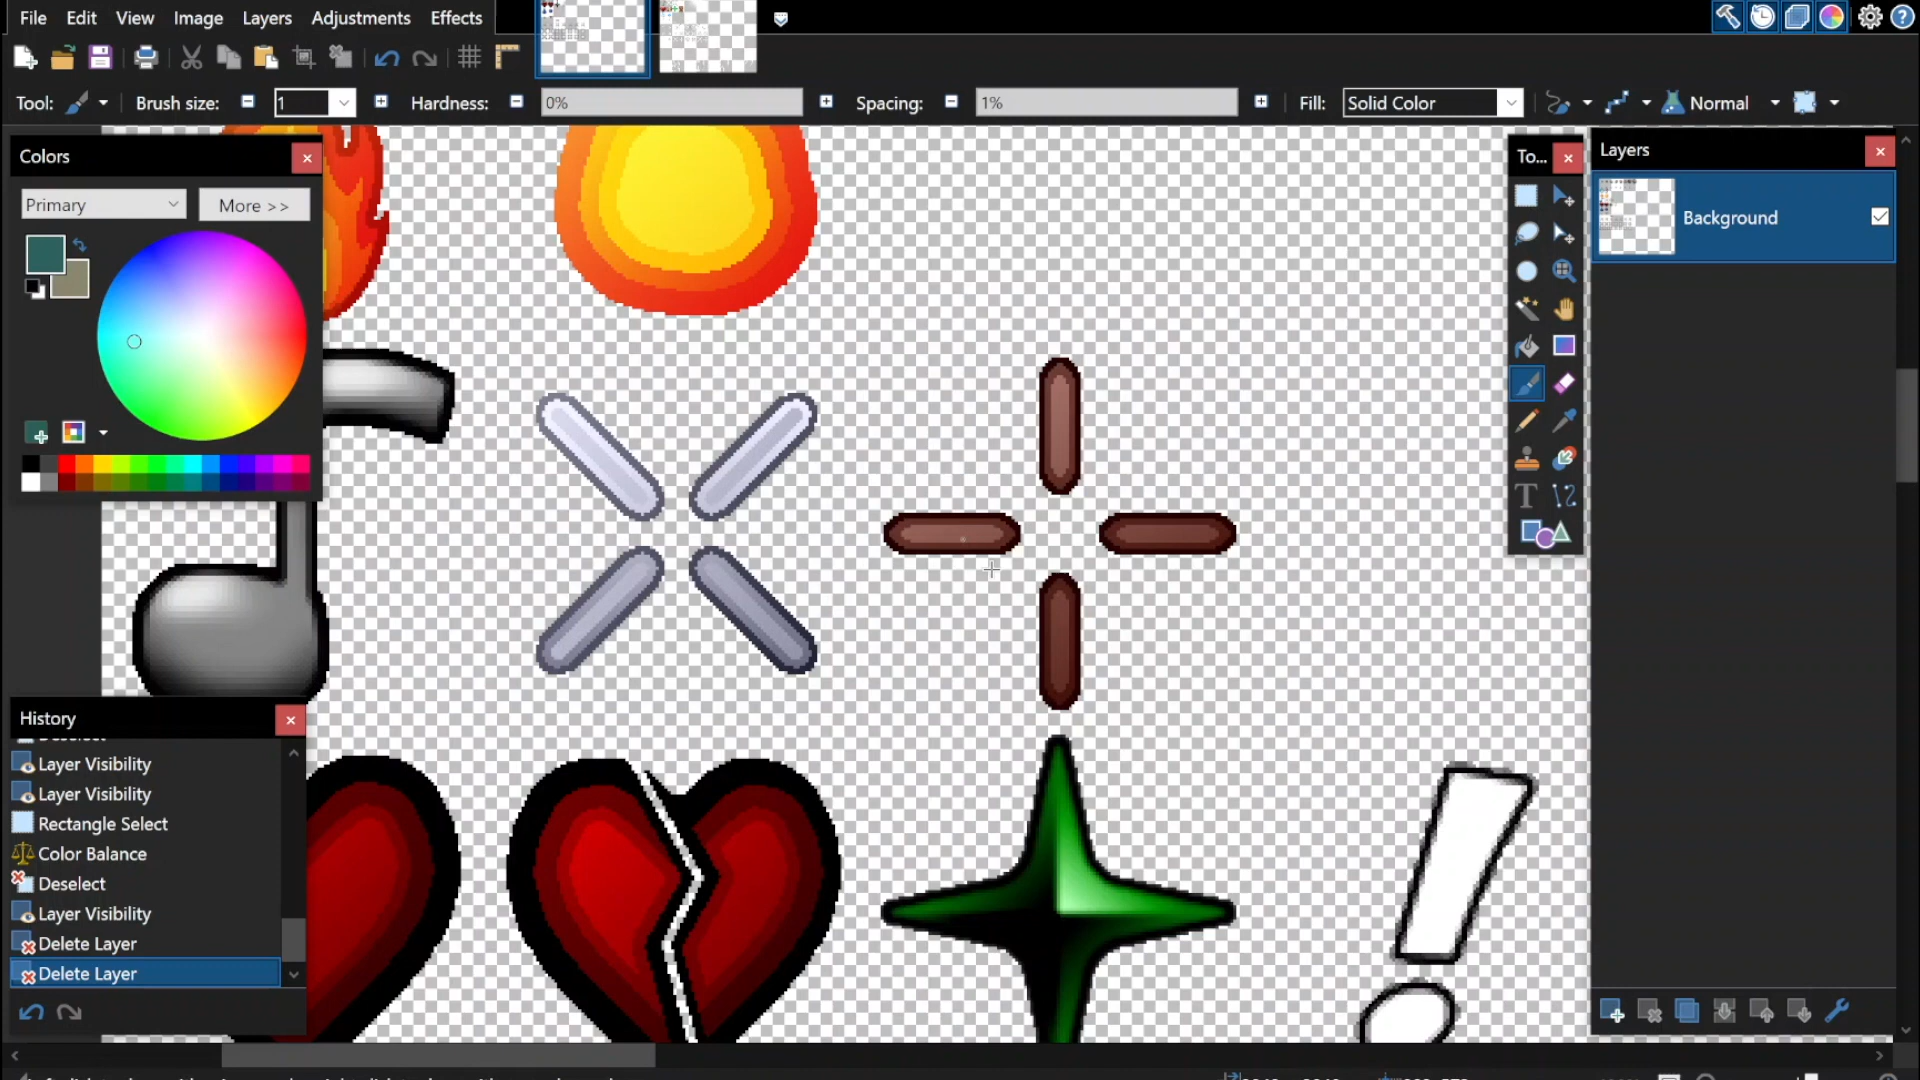 File Edit View Image Layers Adjustments Effects
Tool: Brush size: 1 Hardness: 0% Spacing: 1% Fill: Solid Color Normal
Colors
Primary More >>
To...
Layers
Background
History
Layer Visibility
Layer Visibility
Rectangle Select
Color Balance
Deselect
Layer Visibility
Delete Layer
Delete Layer